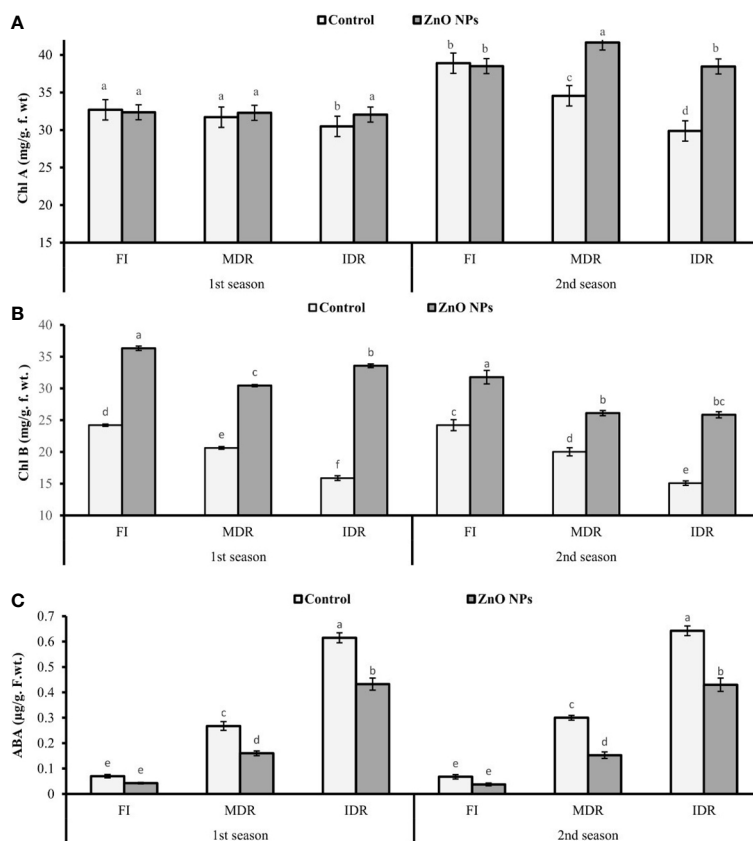 A
Control ZnO NPs
Chl A (mg/g. f. wt)
40
35
30
25
20
15
a a a a b a b b c a d b
FI MDR IDR FI MDR IDR
1st season 2nd season
B
Control ZnO NPs
Chl B (mg/g. f. wt. )
40
35
30
25
20
15
10
d a e c f b c a d b e bc
FI MDR IDR FI MDR IDR
1st season 2nd season
C
Control ZnO NPs
ABA (µg/g. F.wt.)
0.7
0.6
0.5
0.4
0.3
0.2
0.1
0
e e c d a b e e c d a b
FI MDR IDR FI MDR IDR
1st season 2nd season